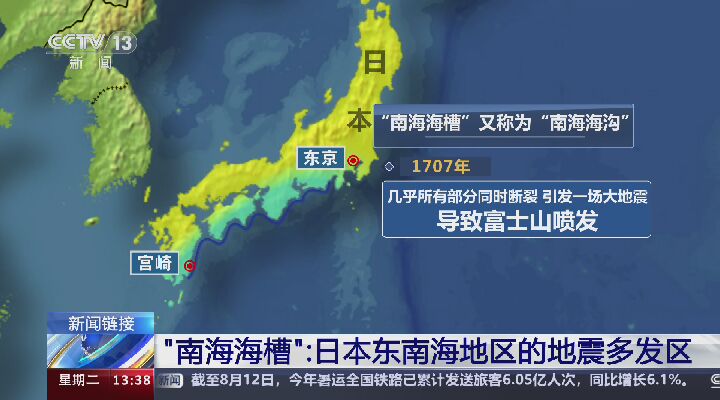 CCTV 13
新闻
日
本
“南海海槽”又称为“南海海沟”
东京
1707年
几乎所有部分同时断裂 引发一场大地震
导致富士山喷发
宫崎
新闻链接
"南海海槽":日本东南海地区的地震多发区
星期二 13:38 新闻 截至8月12日，今年暑运全国铁路已累计发送旅客6.05亿人次，同比增长6.1%。